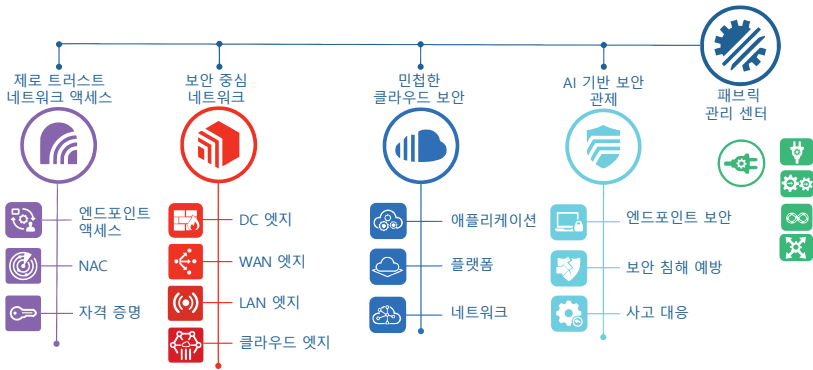 제로 트러스트
네트워크 액세스
보안 중심
네트워크
민첩한
클라우드 보안
AI 기반 보안
관제
패브릭
관리 센터
엔드포인트
액세스
NAC
자격 증명
DC 엣지
WAN 엣지
LAN 엣지
클라우드 엣지
애플리케이션
플랫폼
네트워크
엔드포인트 보안
보안 침해 예방
사고 대응